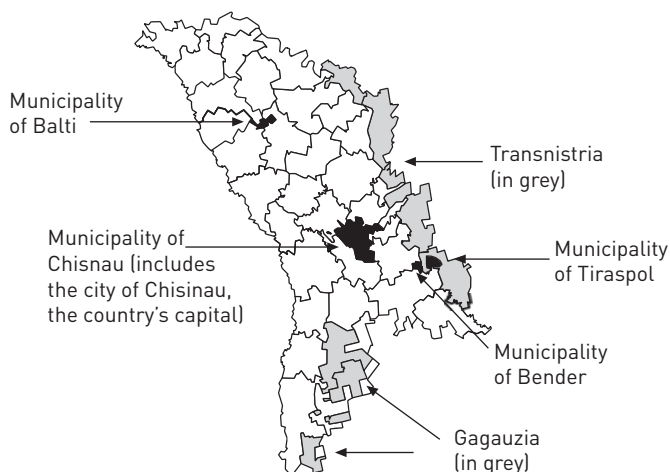 Municipality
of Balti
Transnistria
(in grey)
Municipality of
Chisnau (includes
the city of Chisinau,
the country's capital)
Municipality
of Tiraspol
Municipality
of Bender
Gagauzia
(in grey)